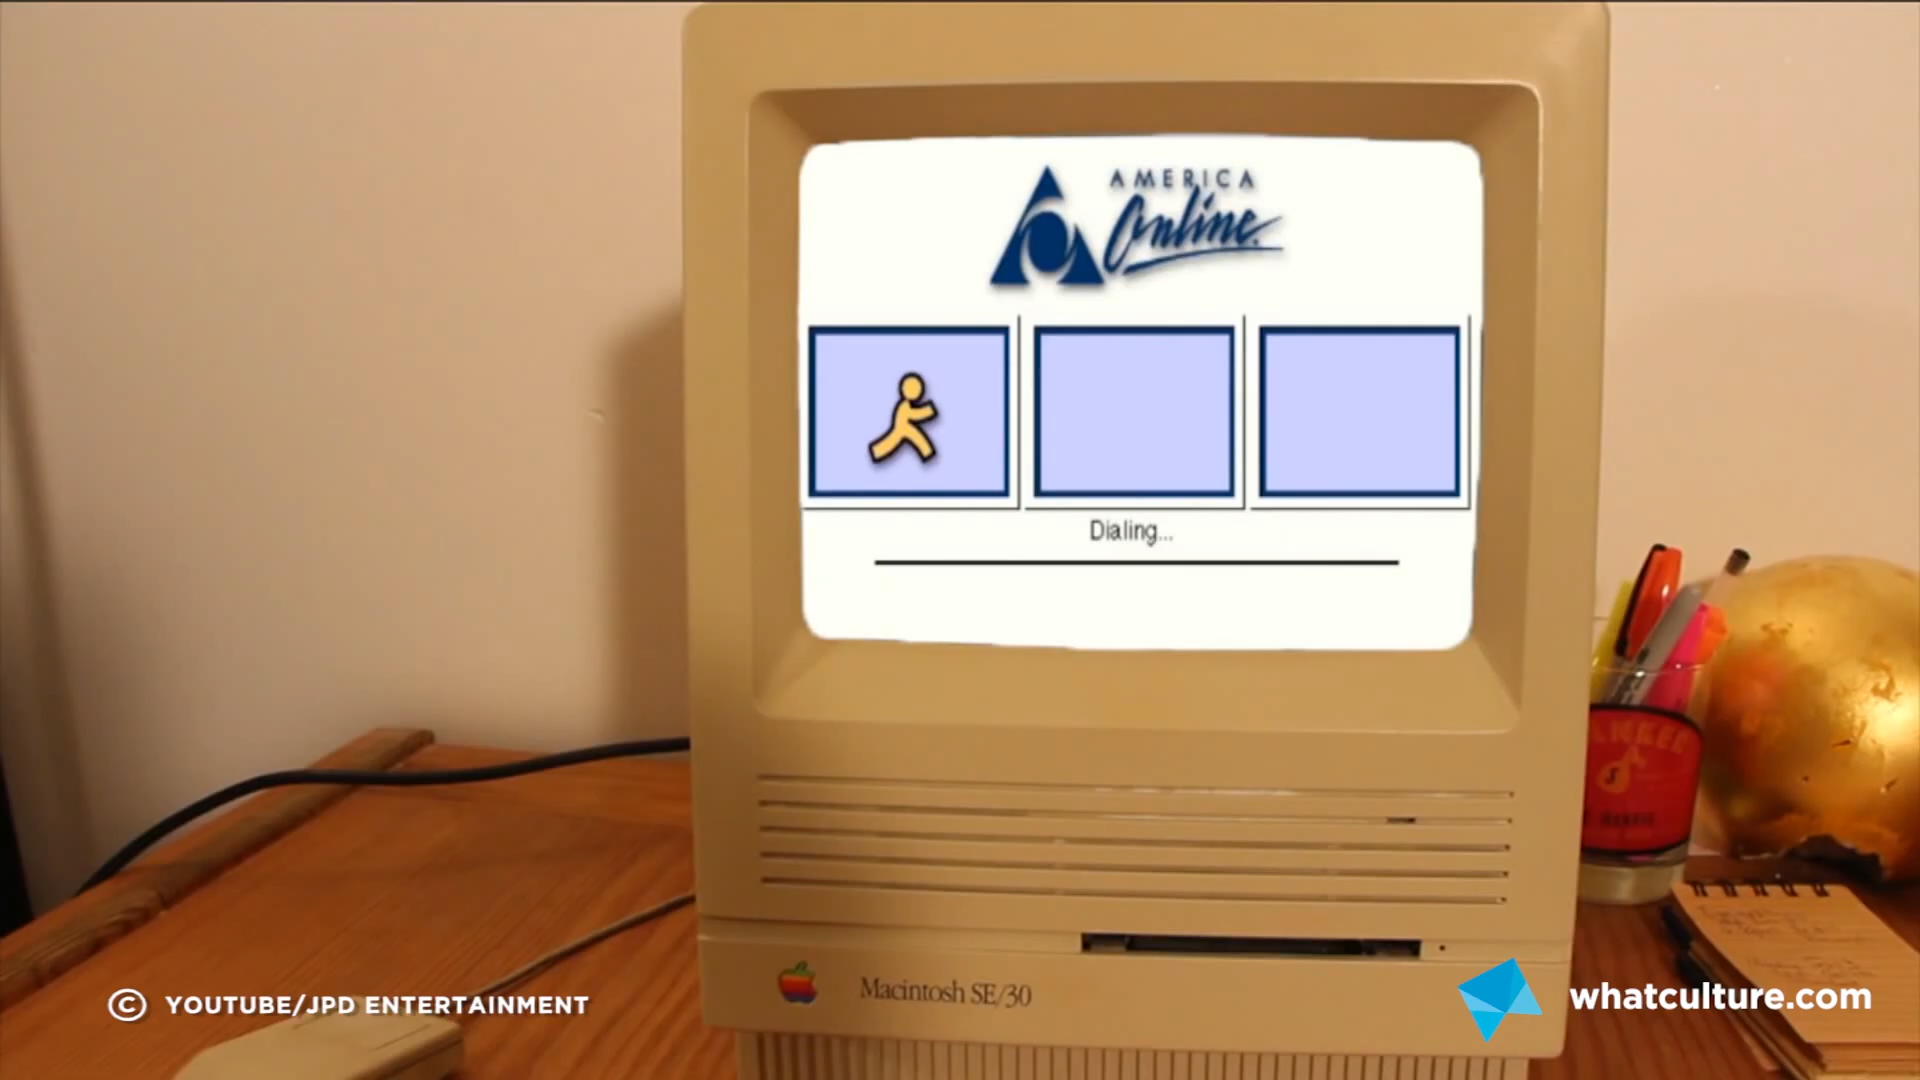 AMERICA
Online
Dialing...
Macintosh SE/30
© YOUTUBE/JPD ENTERTAINMENT
whatculture.com